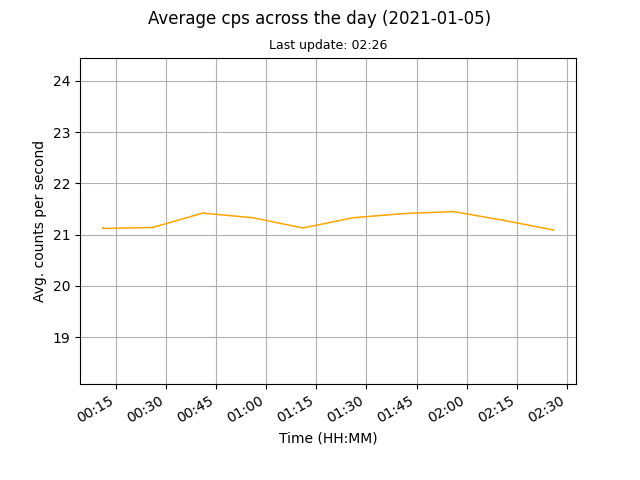 Average cps across the day (2021-01-05)
Last update: 02:26
24
23
22
21
20
19
Avg. counts per second
00:15 00:30 00:45 01:00 01:15 01:30 01:45 02:00 02:15 02:30
Time (HH:MM)